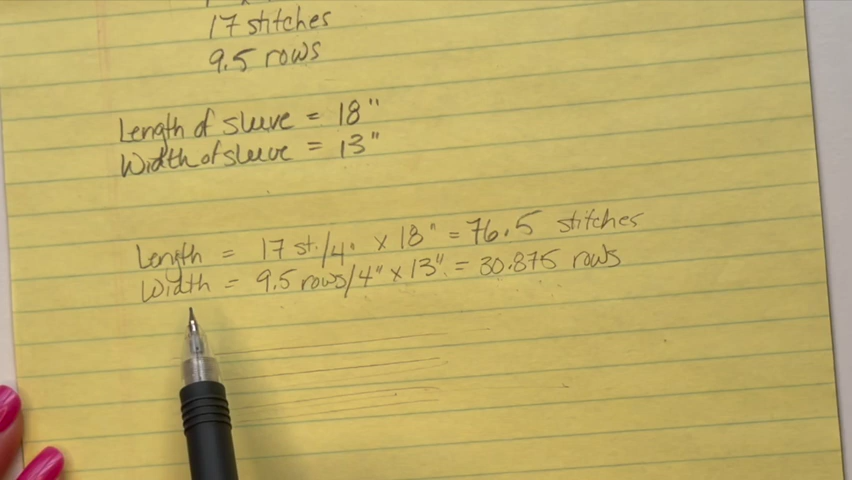 17 stitches
9.5 rows
Length of sleeve = 18"
Width of sleeve = 13"
Length = 17 st./4" x 18" = 76.5 stitches
Width = 9.5 rows/4" x 13" = 30.875 rows